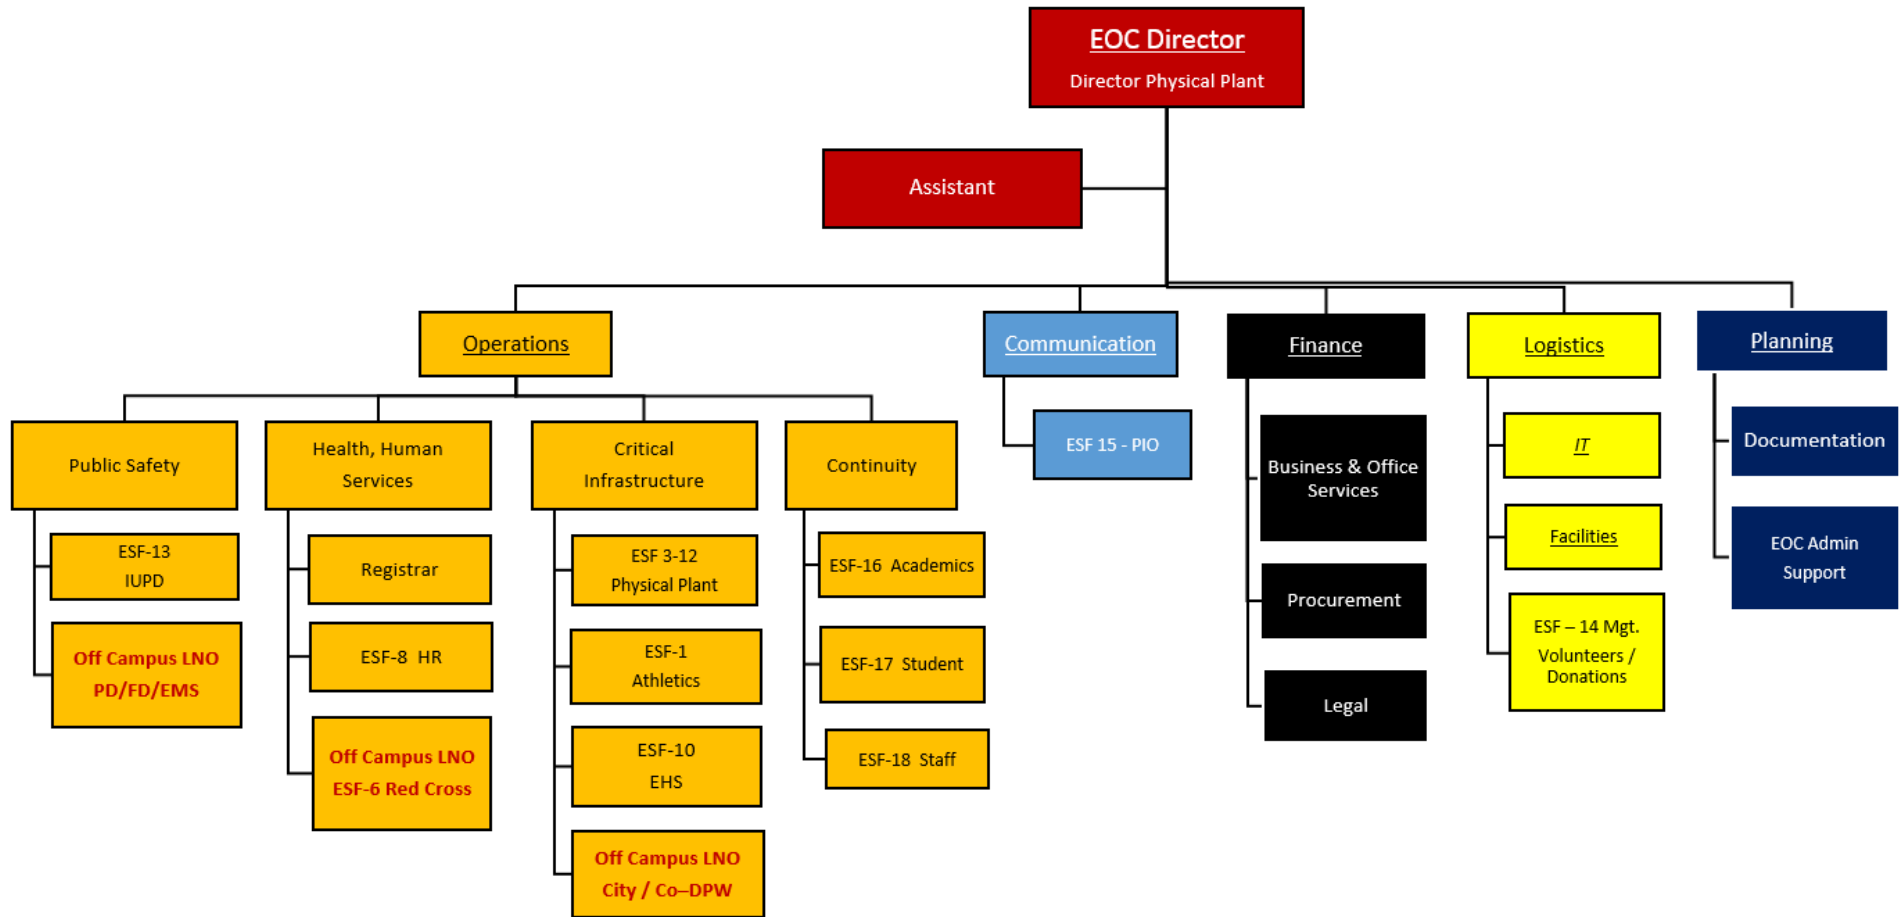 EOC Director
Director Physical Plant
Assistant
Operations
Communication
Finance
Logistics
Planning
Public Safety
ESF-13
IUPD
Off Campus LNO
PD/FD/EMS
Health, Human
Services
Registrar
ESF-8 HR
Off Campus LNO
ESF-6 Red Cross
Critical
Infrastructure
ESF 3-12
Physical Plant
ESF-1
Athletics
ESF-10
EHS
Off Campus LNO
City / Co–DPW
Continuity
ESF-16 Academics
ESF-17 Student
ESF-18 Staff
ESF 15 - PIO
Business & Office
Services
Procurement
Legal
IT
Facilities
ESF – 14 Mgt.
Volunteers /
Donations
Documentation
EOC Admin
Support